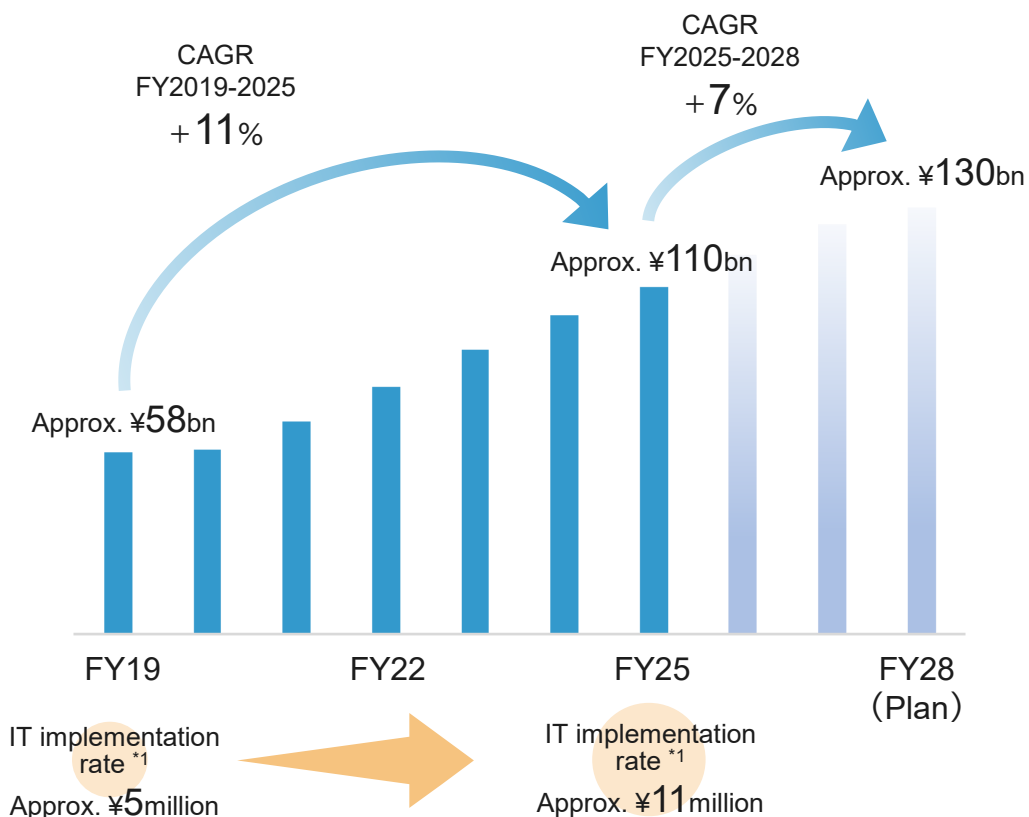 CAGR
FY2019-2025
+11%
CAGR
FY2025-2028
+7%
Approx. ¥130bn
Approx. ¥110bn
Approx. ¥58bn
FY19
FY22
FY25
FY28
（Plan）
IT implementation
rate *1
Approx. ¥5million
IT implementation
rate *1
Approx. ¥11million